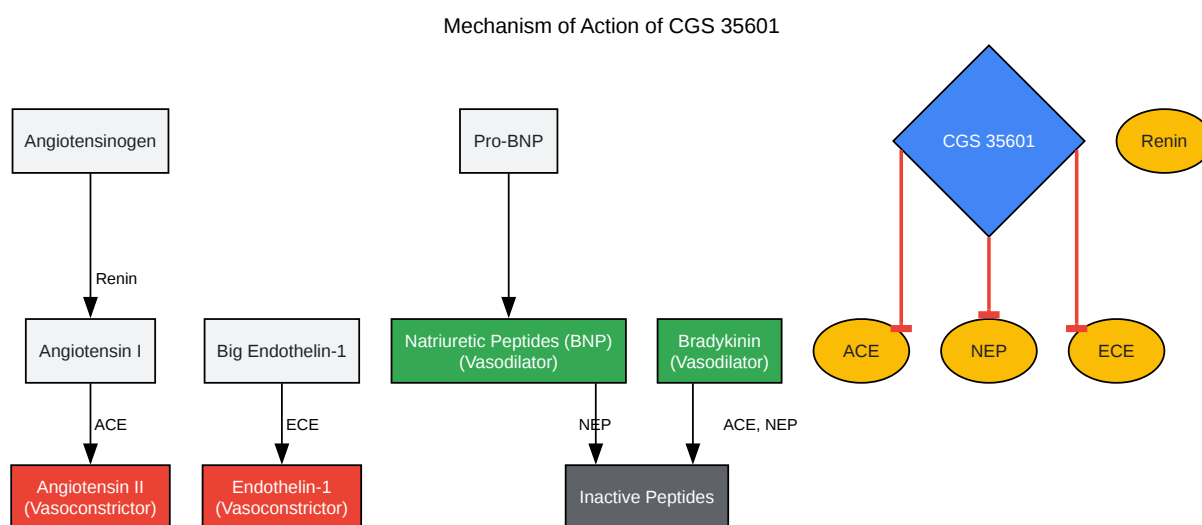 Mechanism of Action of CGS 35601
Angiotensinogen
Pro-BNP
CGS 35601
Renin
Renin
Angiotensin I
Big Endothelin-1
Natriuretic Peptides (BNP)
(Vasodilator)
Bradykinin
(Vasodilator)
ACE
NEP
ECE
ACE
ECE
NEP
ACE, NEP
Angiotensin II
(Vasoconstrictor)
Endothelin-1
(Vasoconstrictor)
Inactive Peptides